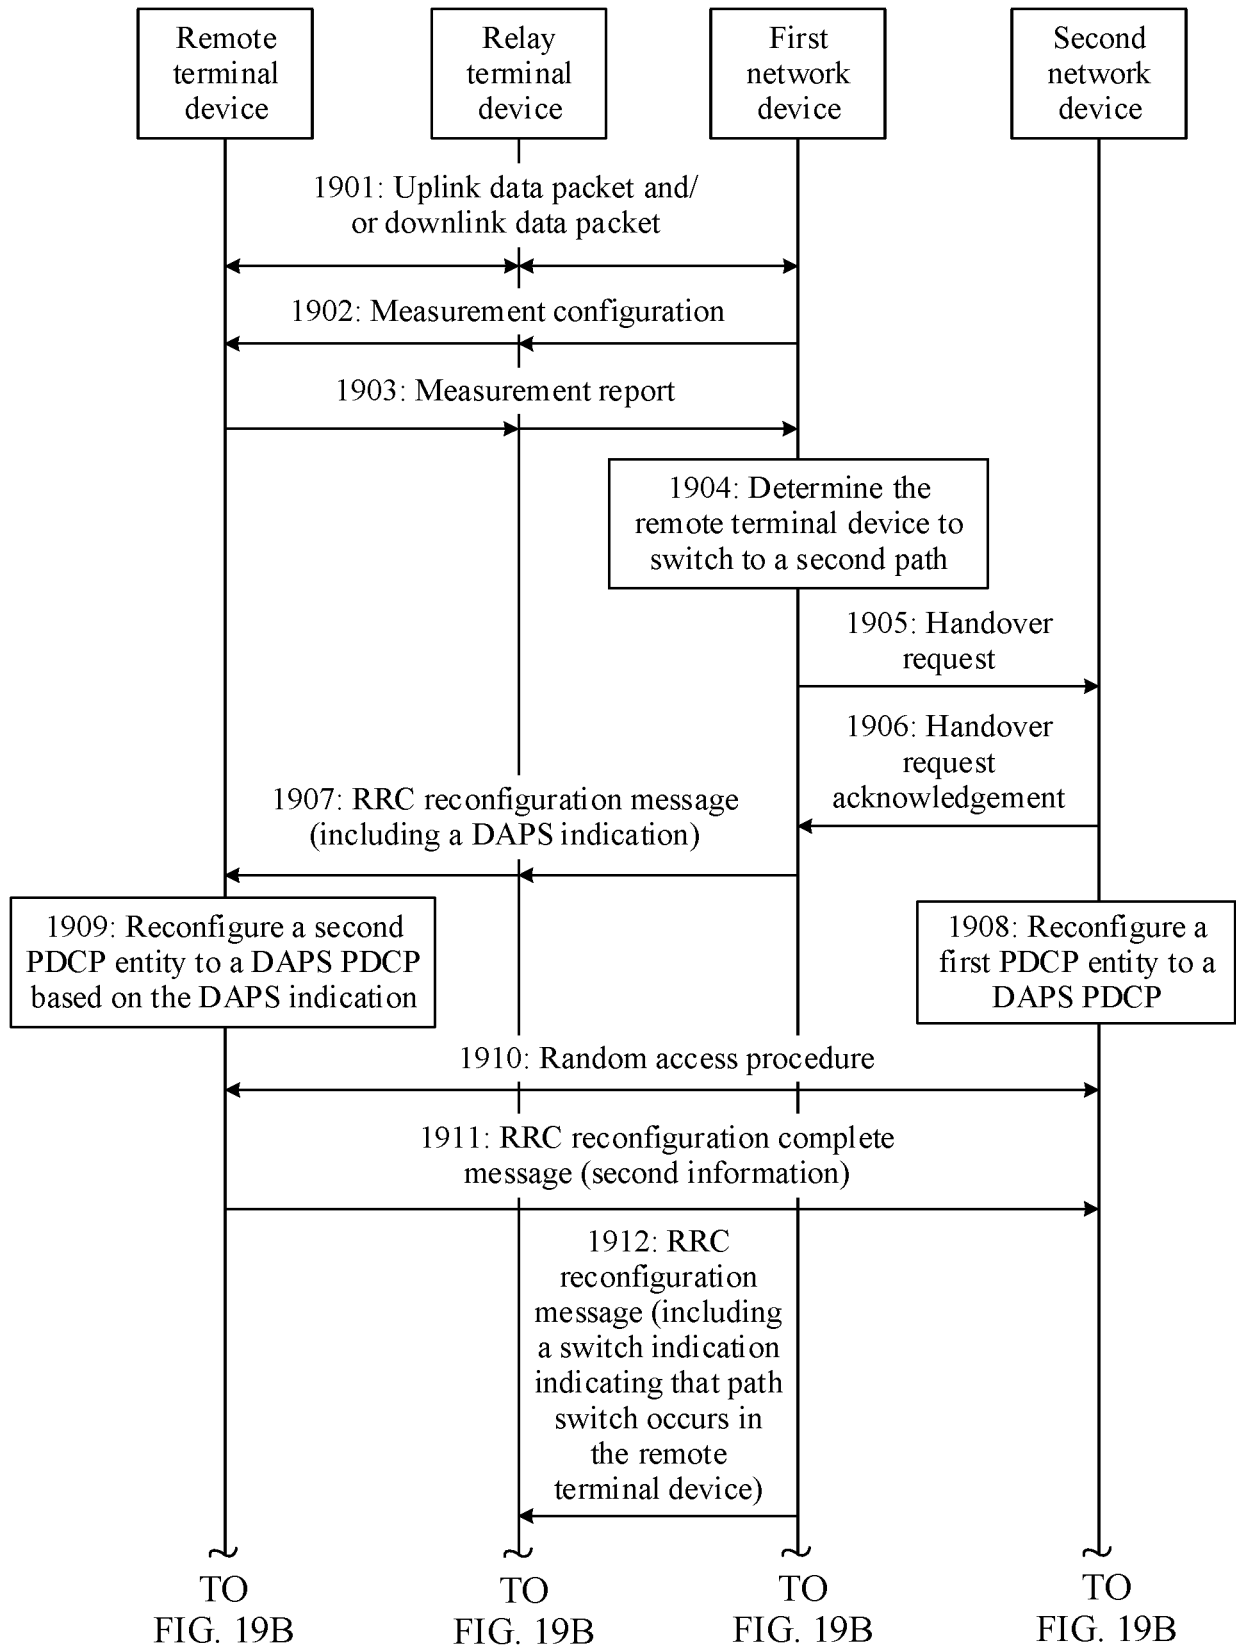 Remote
terminal
device
Relay
terminal
device
First
network
device
Second
network
device
1901: Uplink data packet and/
or downlink data packet
1902: Measurement configuration
1903: Measurement report
1904: Determine the
remote terminal device to
switch to a second path
1905: Handover
request
1906: Handover
request
acknowledgement
1907: RRC reconfiguration message
(including a DAPS indication)
1909: Reconfigure a second
PDCP entity to a DAPS PDCP
based on the DAPS indication
1908: Reconfigure a
first PDCP entity to a
DAPS PDCP
1910: Random access procedure
1911: RRC reconfiguration complete
message (second information)
1912: RRC
reconfiguration
message (including
a switch indication
indicating that path
switch occurs in
the remote
terminal device)
TO
FIG. 19B
TO
FIG. 19B
TO
FIG. 19B
TO
FIG. 19B